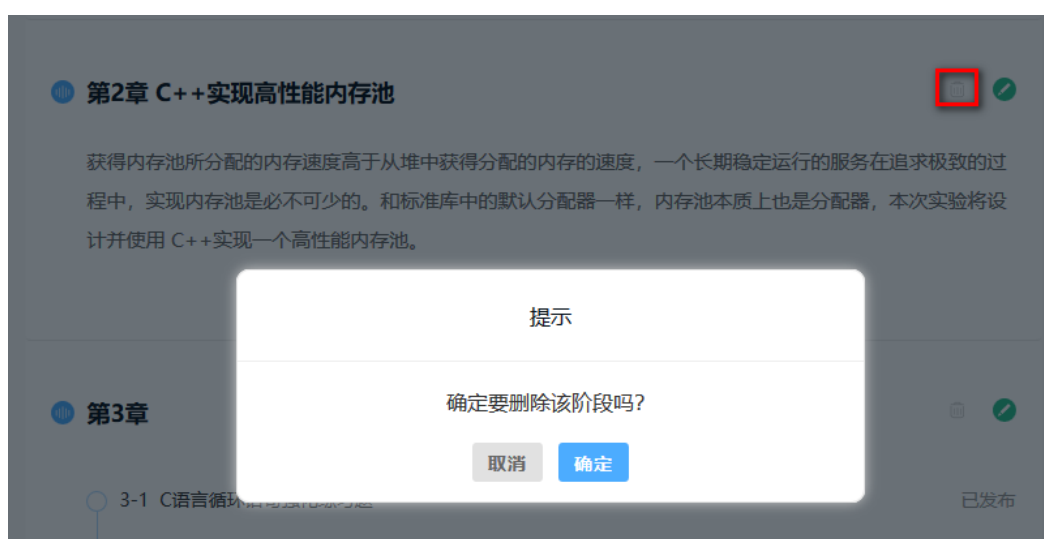 第2章 C++实现高性能内存池
获得内存池所分配的内存速度高于从堆中获得分配的内存的速度，一个长期稳定运行的服务在追求极致的过
程中，实现内存池是必不可少的。和标准库中的默认分配器一样，内存池本质上也是分配器，本次实验将设
计并使用 C++实现一个高性能内存池。
提示
确定要删除该阶段吗？
取消 确定
第3章
3-1 C语言循环
已发布